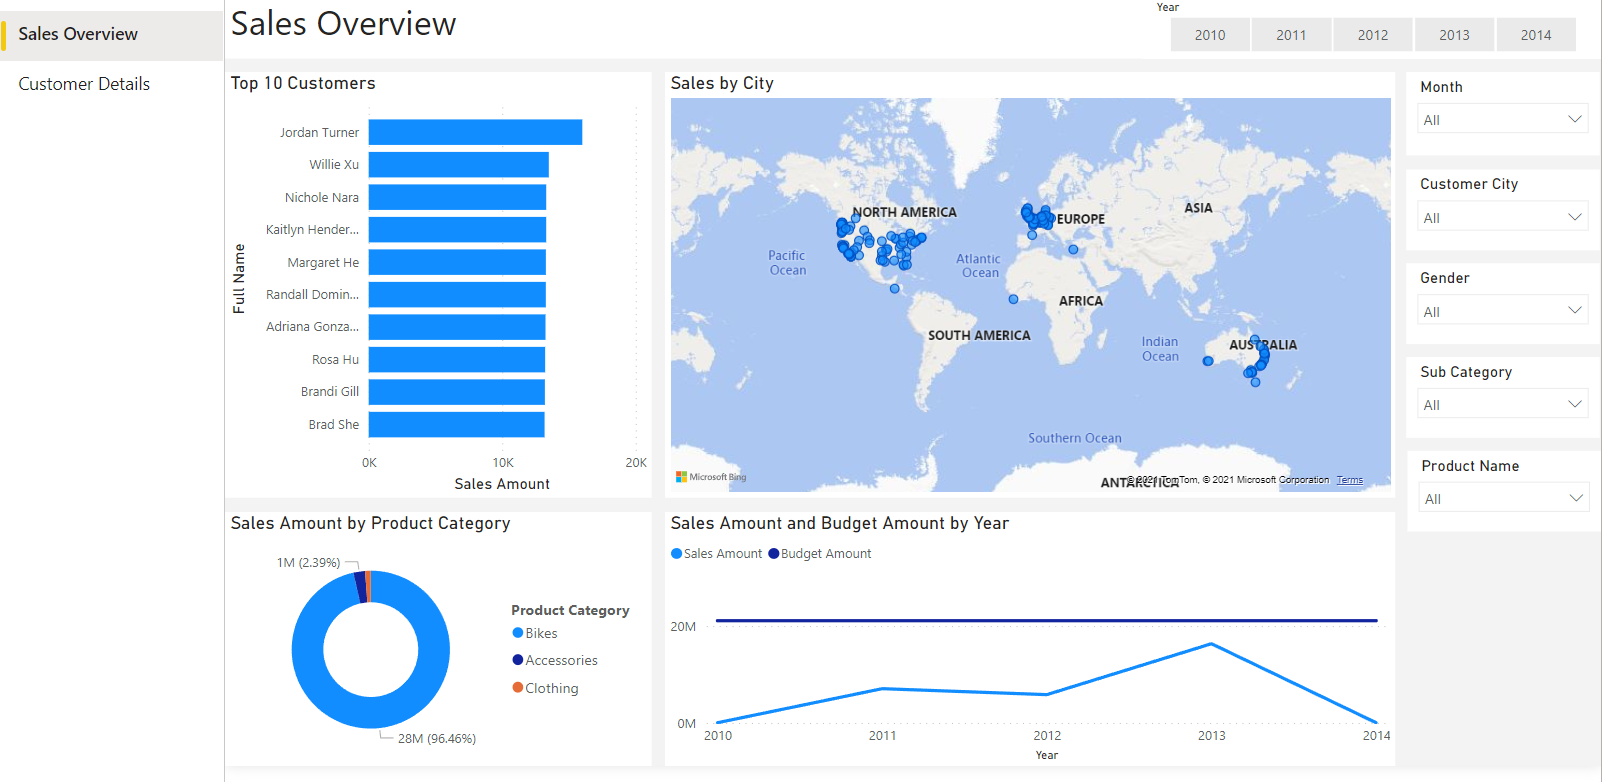 Sales Overview
Customer Details
Sales Overview
Year
2010
2011
2012
2013
2014
Top 10 Customers
Full Name
Jordan Turner
Willie Xu
Nichole Nara
Kaitlyn Hender...
Margaret He
Randall Domin...
Adriana Gonza...
Rosa Hu
Brandi Gill
Brad She
0K
10K
20K
Sales Amount
Sales by City
NORTH AMERICA
EUROPE
ASIA
Pacific
Ocean
Atlantic
Ocean
AFRICA
SOUTH AMERICA
Indian
Ocean
AUSTRALIA
Southern Ocean
ANTARCTICA
Microsoft Bing
© 2021 TomTom, © 2021 Microsoft Corporation Terms
Month
All
Customer City
All
Gender
All
Sub Category
All
Product Name
All
Sales Amount by Product Category
1M (2.39%)
28M (96.46%)
Product Category
Bikes
Accessories
Clothing
Sales Amount and Budget Amount by Year
Sales Amount
Budget Amount
20M
0M
2010
2011
2012
2013
2014
Year